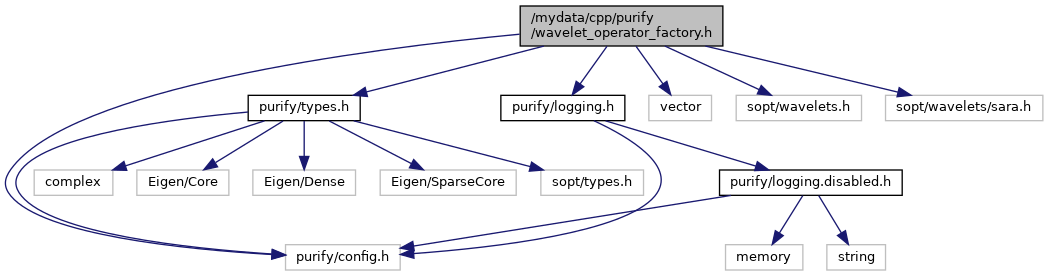 /mydata/cpp/purify
/wavelet_operator_factory.h
purify/types.h
purify/logging.h
vector
sopt/wavelets.h
sopt/wavelets/sara.h
complex
Eigen/Core
Eigen/Dense
Eigen/SparseCore
sopt/types.h
purify/logging.disabled.h
purify/config.h
memory
string